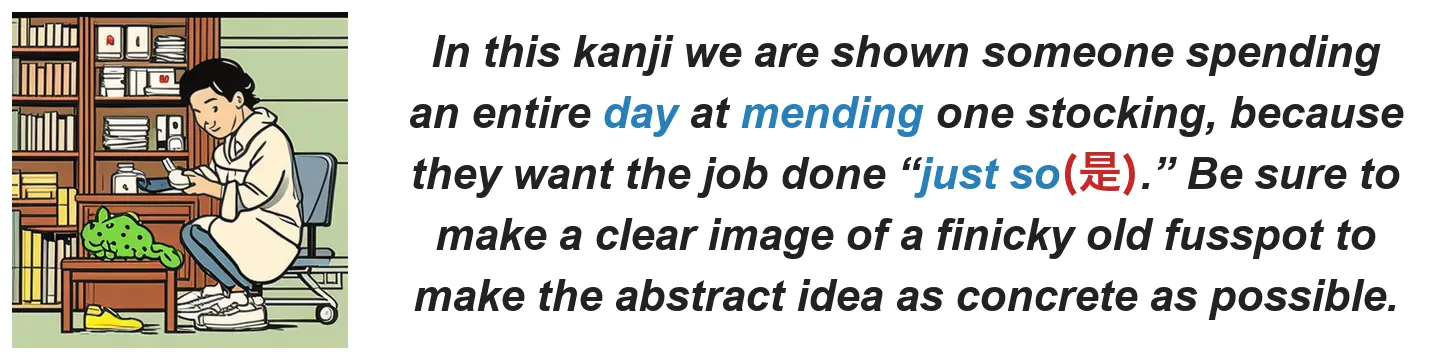 In this kanji we are shown someone spending
an entire day at mending one stocking, because
they want the job done “just so(是).” Be sure to
make a clear image of a finicky old fusspot to
make the abstract idea as concrete as possible.